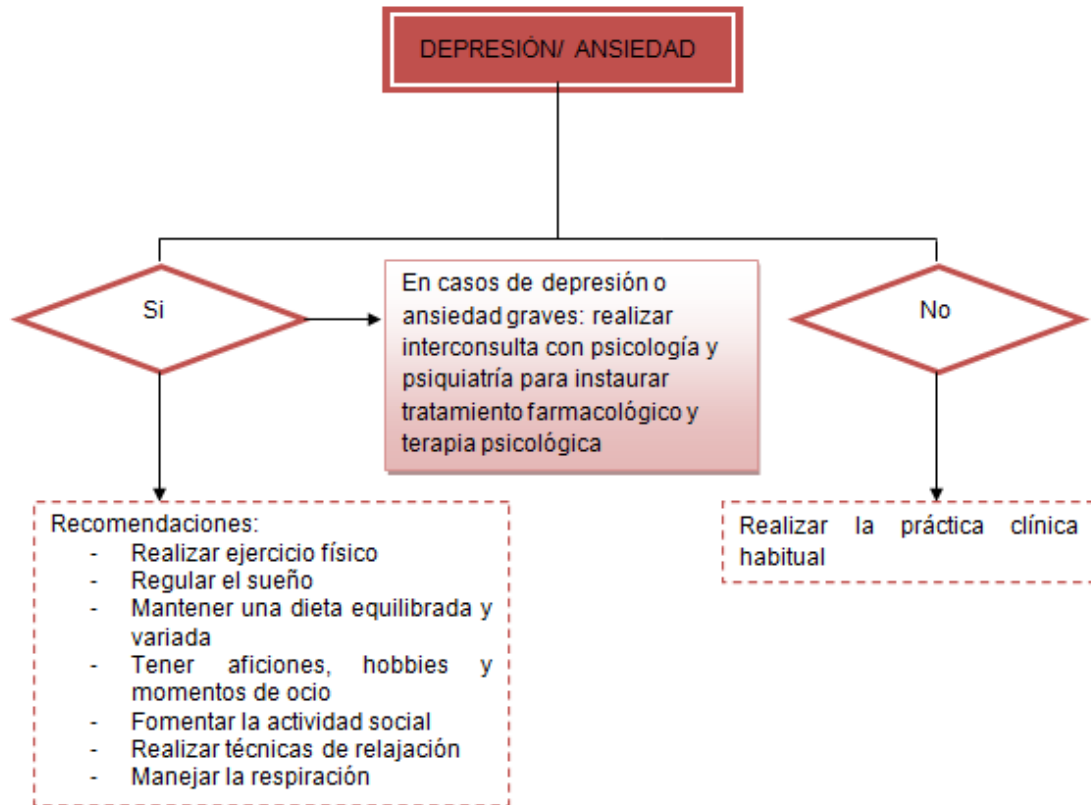 DEPRESIÓN/ ANSIEDAD
Si
En casos de depresión o
ansiedad graves: realizar
interconsulta con psicología y
psiquiatría para instaurar
tratamiento farmacológico y
terapia psicológica
No
Recomendaciones:
- Realizar ejercicio físico
- Regular el sueño
- Mantener una dieta equilibrada y
variada
- Tener aficiones, hobbies y
momentos de ocio
- Fomentar la actividad social
- Realizar técnicas de relajación
- Manejar la respiración
Realizar la práctica clínica
habitual